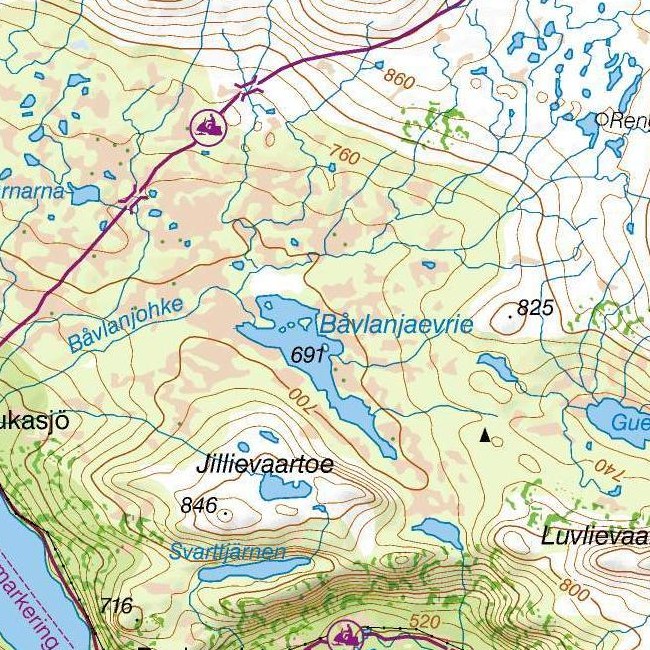 860
Ren
760
rnarna
Båvlanjohke
825
Båvlanjaevrie
691
700
ukasjö
Gue
740
Jillievaartoe
846
Luvlievaa
Svarttjärnen
800
716
520
markering